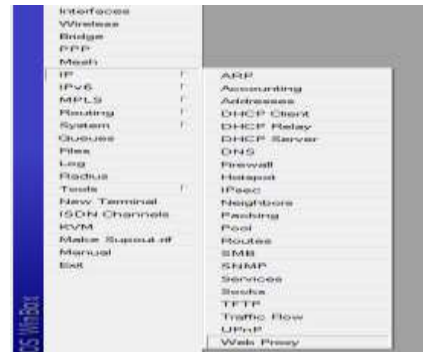 Interfaces
Wireless
Bridge
PPP
Mesh
IP
IPv6
MPLS
Routing
System
Queues
Files
Log
Radius
Tools
New Terminal
ISDN Channels
KVM
Make Supout.rif
Manual
Exit
ARP
Accounting
Addresses
DHCP Client
DHCP Relay
DHCP Server
DNS
Firewall
Hotspot
IPsec
Neighbors
Packing
Pool
Routes
SMB
SNMP
Services
Socks
TFTP
Traffic Flow
UPnP
Web Proxy
OS WinBox